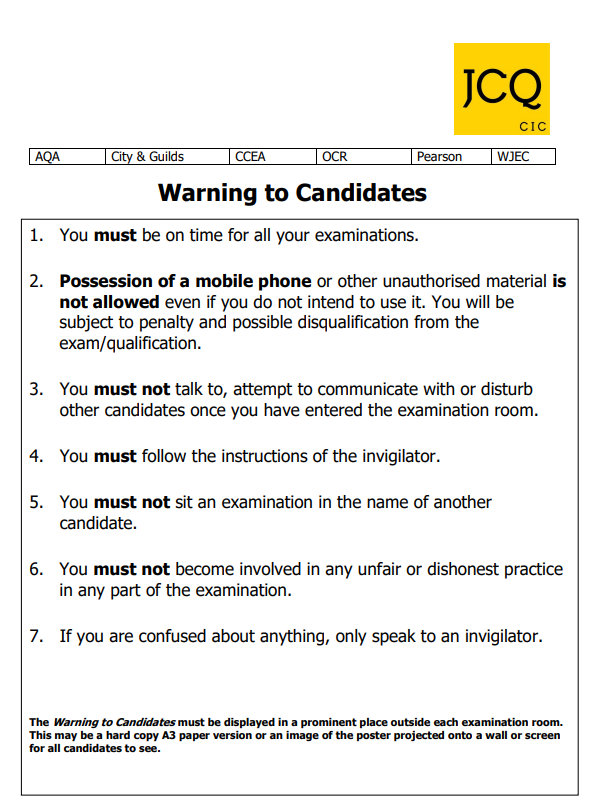 JCQ
CIC
AQA City & Guilds CCEA OCR Pearson WJEC
Warning to Candidates
1. You must be on time for all your examinations.
2. Possession of a mobile phone or other unauthorised material is
not allowed even if you do not intend to use it. You will be
subject to penalty and possible disqualification from the
exam/qualification.
3. You must not talk to, attempt to communicate with or disturb
other candidates once you have entered the examination room.
4. You must follow the instructions of the invigilator.
5. You must not sit an examination in the name of another
candidate.
6. You must not become involved in any unfair or dishonest practice
in any part of the examination.
7. If you are confused about anything, only speak to an invigilator.
The Warning to Candidates must be displayed in a prominent place outside each examination room.
This may be a hard copy A3 paper version or an image of the poster projected onto a wall or screen
for all candidates to see.